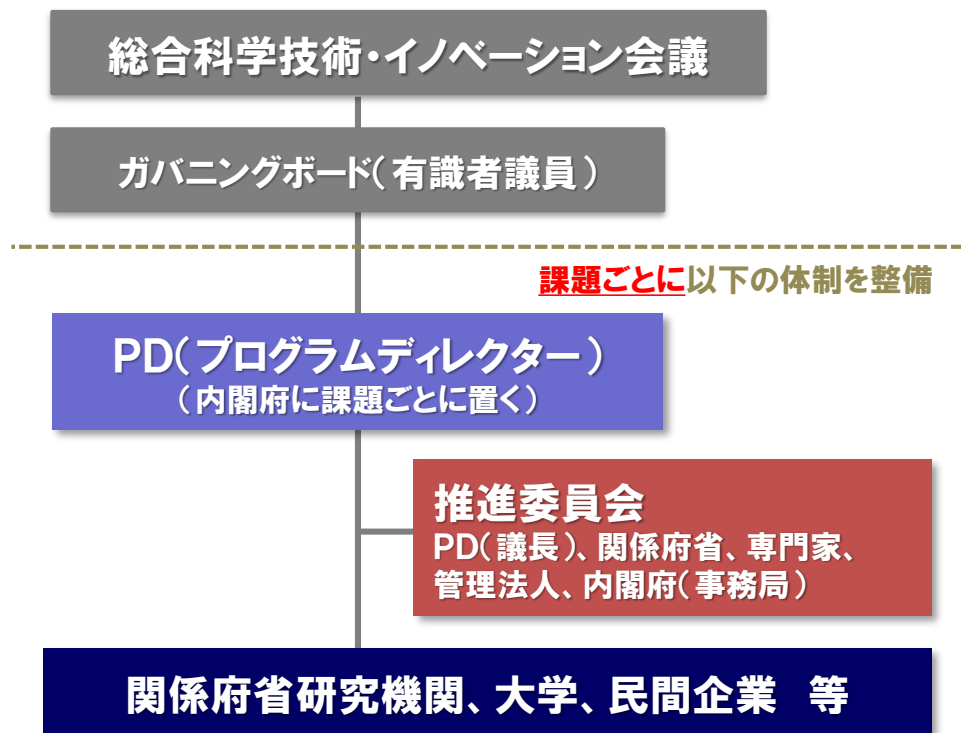 総合科学技術・イノベーション会議
ガバニングボード(有識者議員)
課題ごとに以下の体制を整備
PD(プログラムディレクター)
(内閣府に課題ごとに置く)
推進委員会
PD(議長)、関係府省、専門家、
管理法人、内閣府(事務局)
関係府省研究機関、大学、民間企業　等